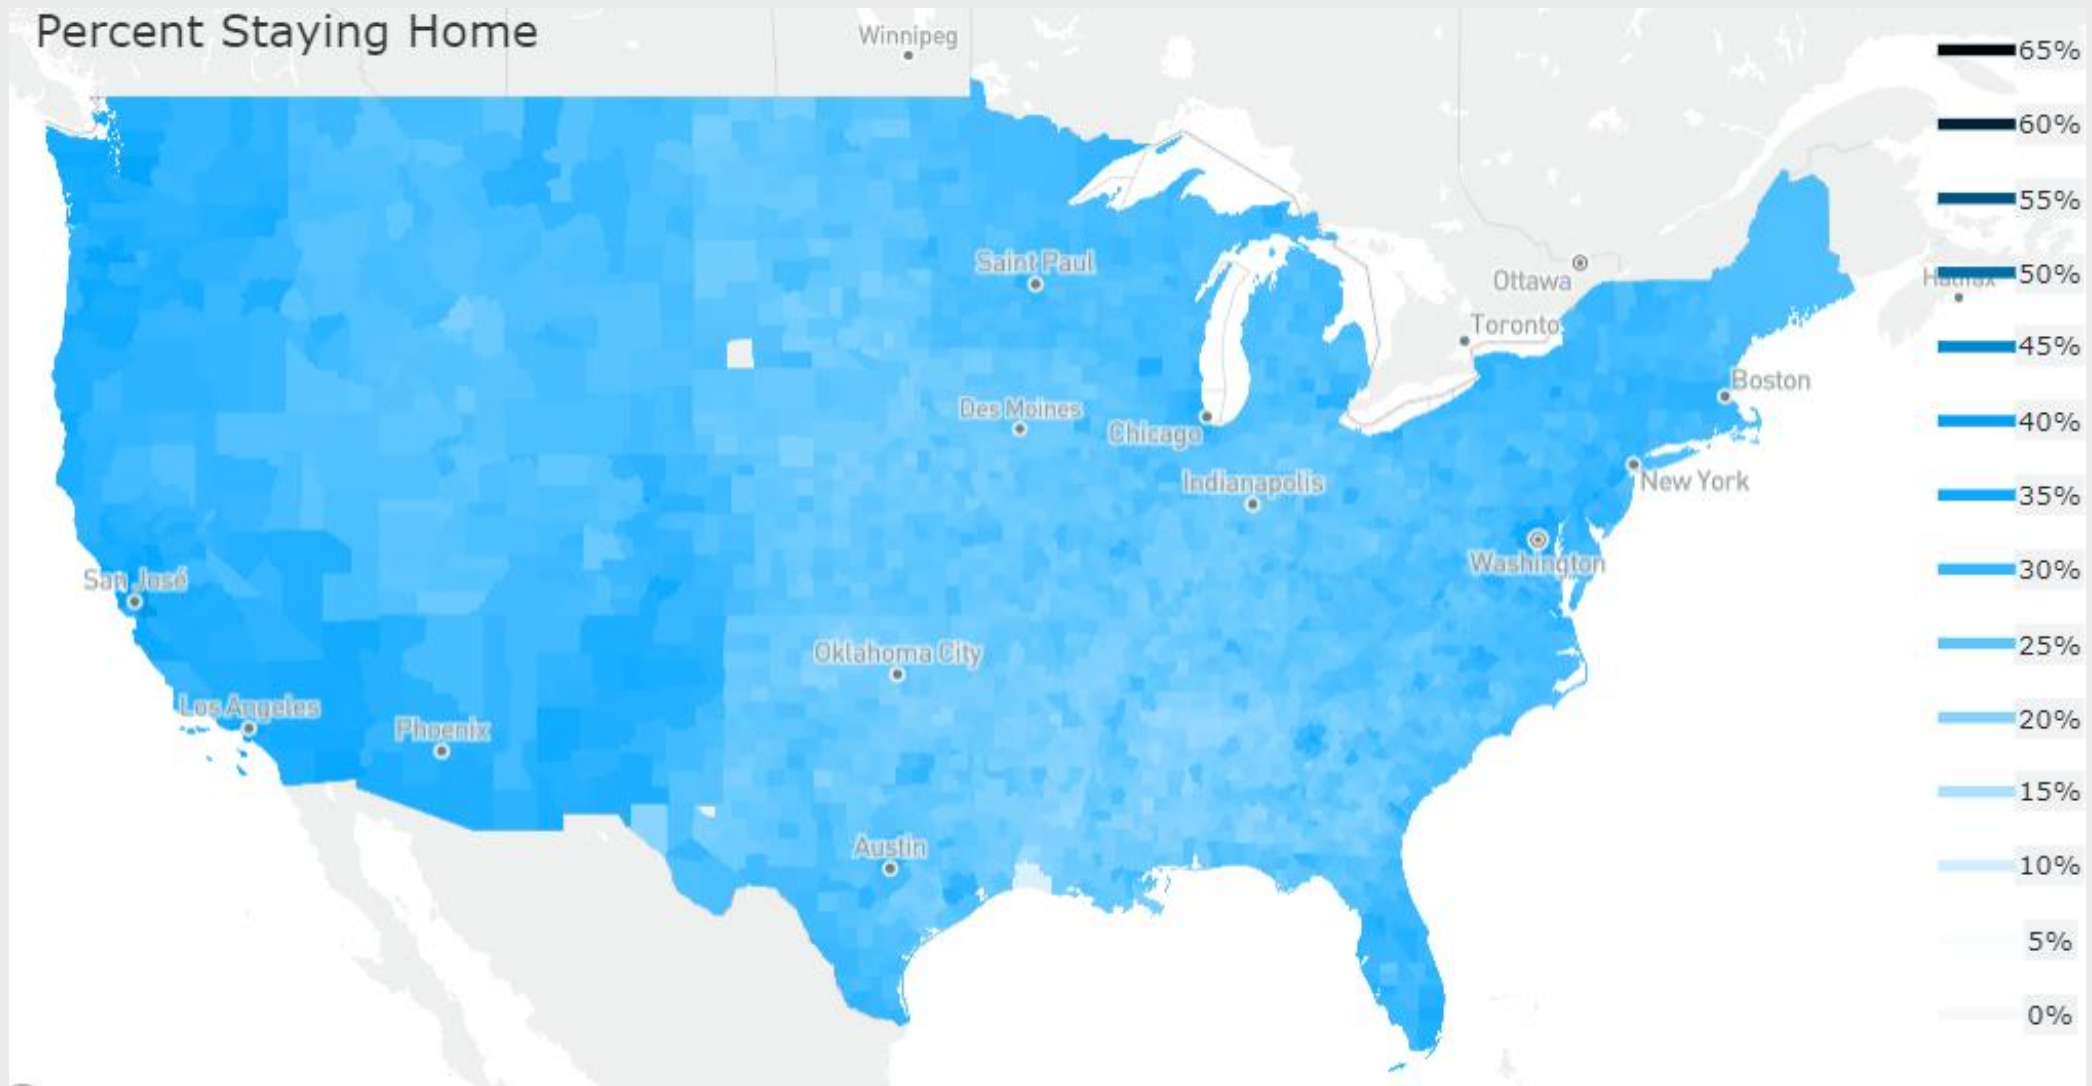 Percent Staying Home
Winnipeg
Saint Paul
Ottawa
Toronto
Halifax
Boston
Des Moines
Chicago
Indianapolis
New York
Washington
San José
Oklahoma City
Los Angeles
Phoenix
Austin
65%
60%
55%
50%
45%
40%
35%
30%
25%
20%
15%
10%
5%
0%